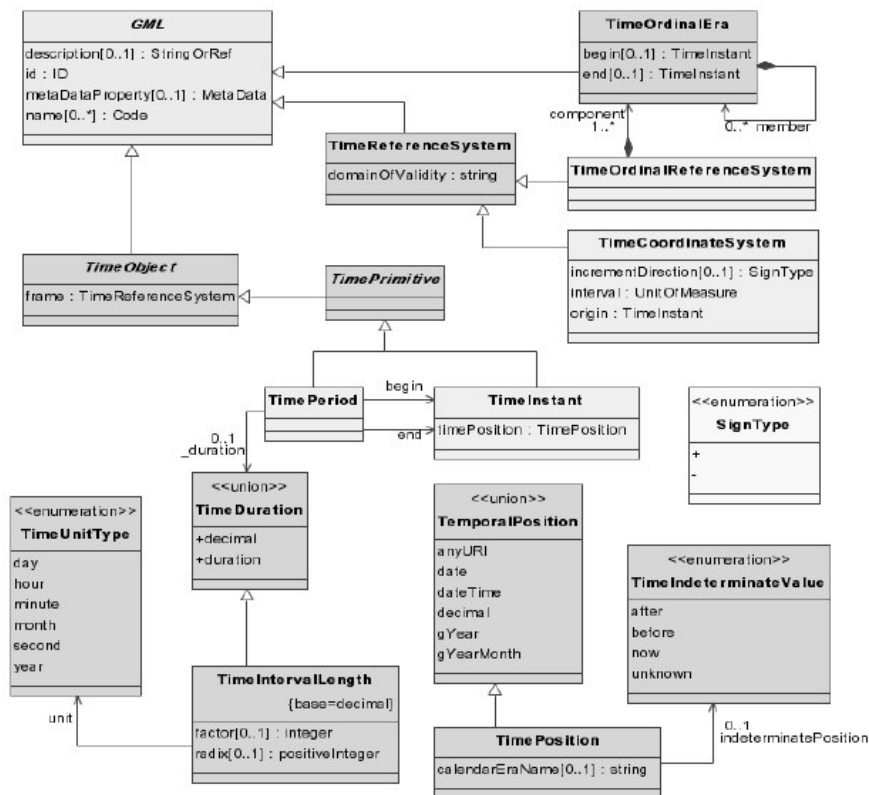 GML
description[0..1] : StringOrRef
id : ID
metaDataProperty[0..1] : MetaData
name[0..*] : Code
TimeOrdinalEra
begin[0..1] : TimeInstant
end[0..1] : TimeInstant
component
1..*
0..* member
TimeReferenceSystem
domainOfValidity : string
TimeOrdinalReferenceSystem
TimeCoordinateSystem
incrementDirection[0..1] : SignType
interval : UnitOfMeasure
origin : TimeInstant
TimeObject
frame : TimeReferenceSystem
TimePrimitive
TimePeriod
begin
end
TimeInstant
timePosition : TimePosition
<<enumeration>>
SignType
+
-
0..1
_duration
<<union>>
TimeDuration
+decimal
+duration
<<enumeration>>
TimeUnitType
day
hour
minute
month
second
year
<<union>>
TemporalPosition
anyURI
date
dateTime
decimal
gYear
gYearMonth
<<enumeration>>
TimeIndeterminateValue
after
before
now
unknown
unit
TimeIntervalLength
{base=decimal}
factor[0..1] : integer
radix[0..1] : positiveInteger
TimePosition
calendarEraName[0..1] : string
0..1
indeterminatePosition